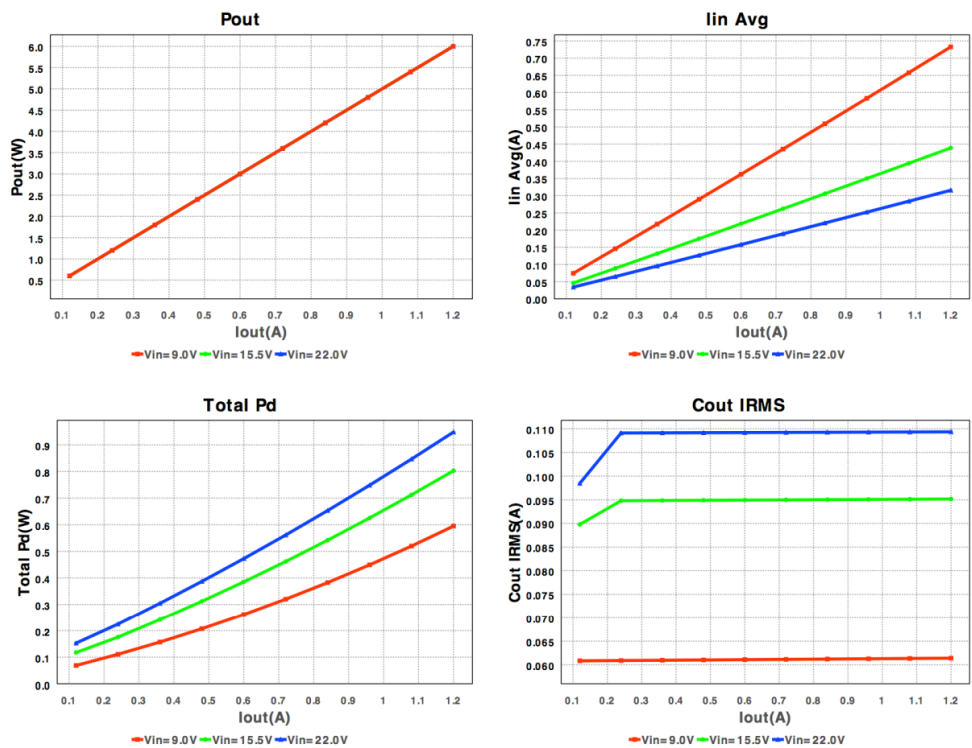 Pout
Pout(W)
6.0
5.5
5.0
4.5
4.0
3.5
3.0
2.5
2.0
1.5
1.0
0.5
0.1 0.2 0.3 0.4 0.5 0.6 0.7 0.8 0.9 1 1.1 1.2
Iout(A)
Vin=9.0V Vin=15.5V Vin=22.0V
Iin Avg
Iin Avg(A)
0.75
0.70
0.65
0.60
0.55
0.50
0.45
0.40
0.35
0.30
0.25
0.20
0.15
0.10
0.05
0.00
0.1 0.2 0.3 0.4 0.5 0.6 0.7 0.8 0.9 1 1.1 1.2
Iout(A)
Vin=9.0V Vin=15.5V Vin=22.0V
Total Pd
Total Pd(W)
0.9
0.8
0.7
0.6
0.5
0.4
0.3
0.2
0.1
0.0
0.1 0.2 0.3 0.4 0.5 0.6 0.7 0.8 0.9 1 1.1 1.2
Iout(A)
Vin=9.0V Vin=15.5V Vin=22.0V
Cout IRMS
Cout IRMS(A)
0.110
0.105
0.100
0.095
0.090
0.085
0.080
0.075
0.070
0.065
0.060
0.1 0.2 0.3 0.4 0.5 0.6 0.7 0.8 0.9 1 1.1 1.2
Iout(A)
Vin=9.0V Vin=15.5V Vin=22.0V